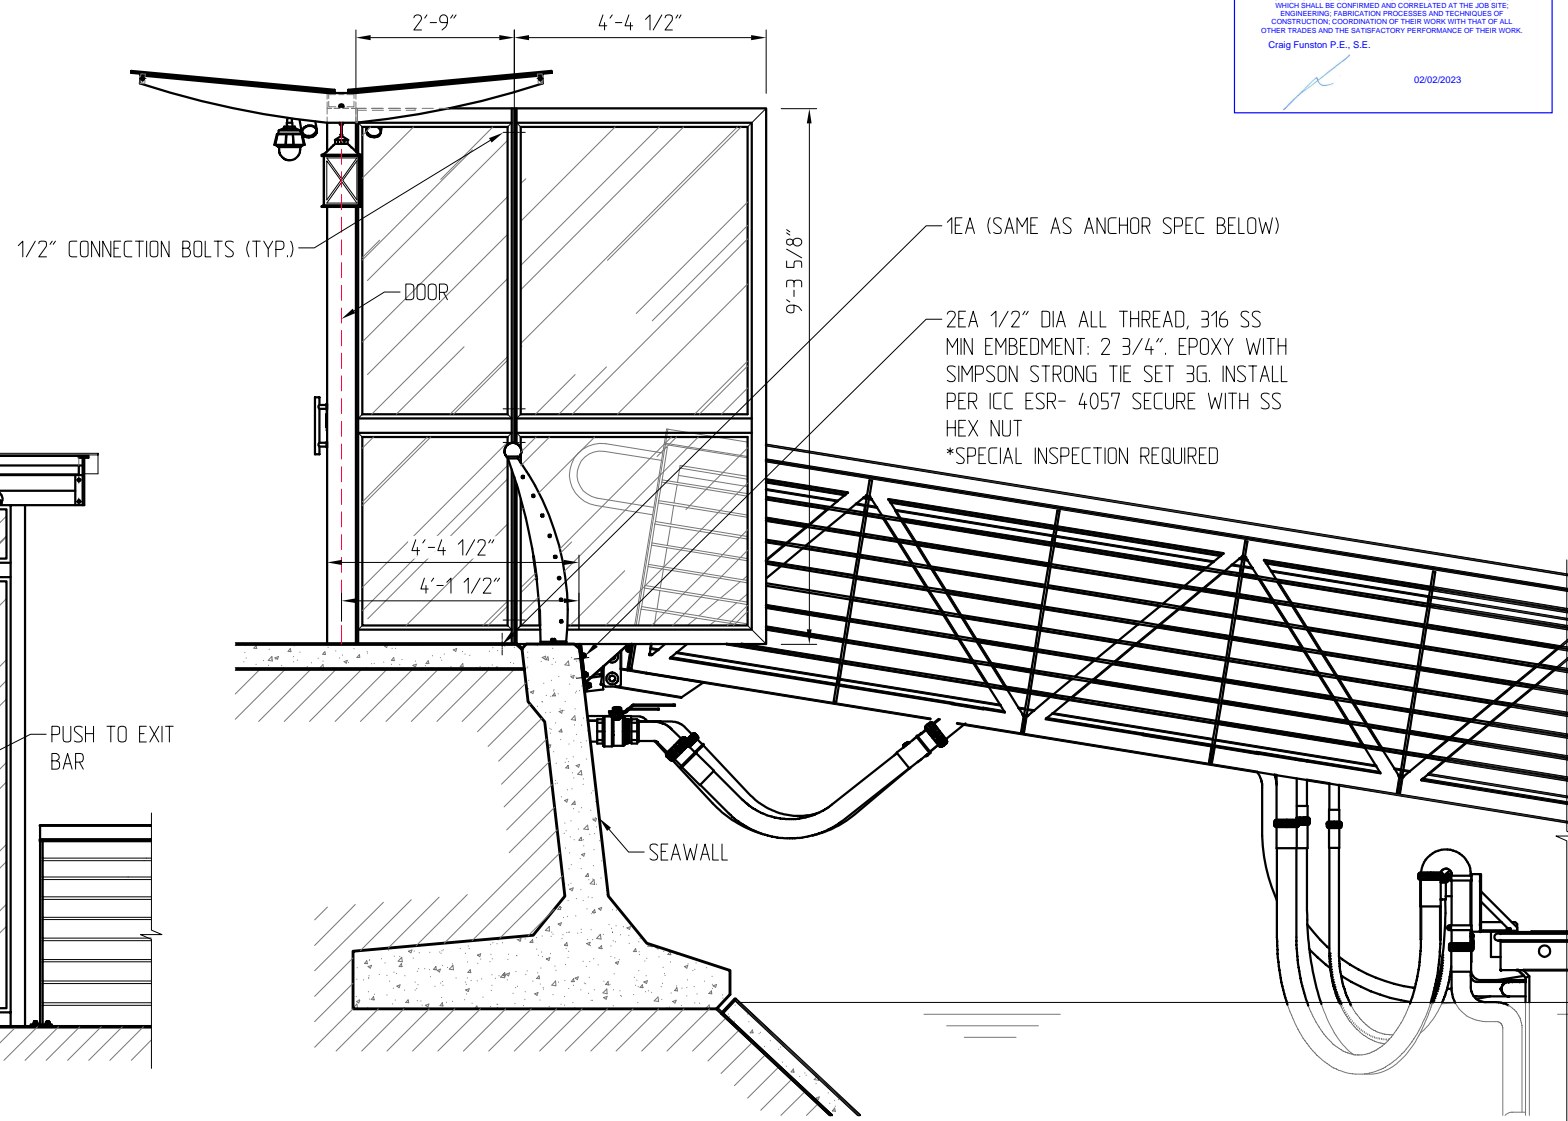 WHICH SHALL BE CONFIRMED AND CORRELATED AT THE JOB SITE;
ENGINEERING; FABRICATION PROCESSES AND TECHNIQUES OF
CONSTRUCTION; COORDINATION OF THEIR WORK WITH THAT OF ALL
OTHER TRADES AND THE SATISFACTORY PERFORMANCE OF THEIR WORK.
Craig Funston P.E., S.E.
02/02/2023
2'-9"
4'-4 1/2"
1/2" CONNECTION BOLTS (TYP.)
DOOR
9'-3 5/8"
1EA (SAME AS ANCHOR SPEC BELOW)
2EA 1/2" DIA ALL THREAD, 316 SS
MIN EMBEDMENT: 2 3/4". EPOXY WITH
SIMPSON STRONG TIE SET 3G. INSTALL
PER ICC ESR- 4057 SECURE WITH SS
HEX NUT
*SPECIAL INSPECTION REQUIRED
4'-4 1/2"
4'-1 1/2"
PUSH TO EXIT
BAR
SEAWALL